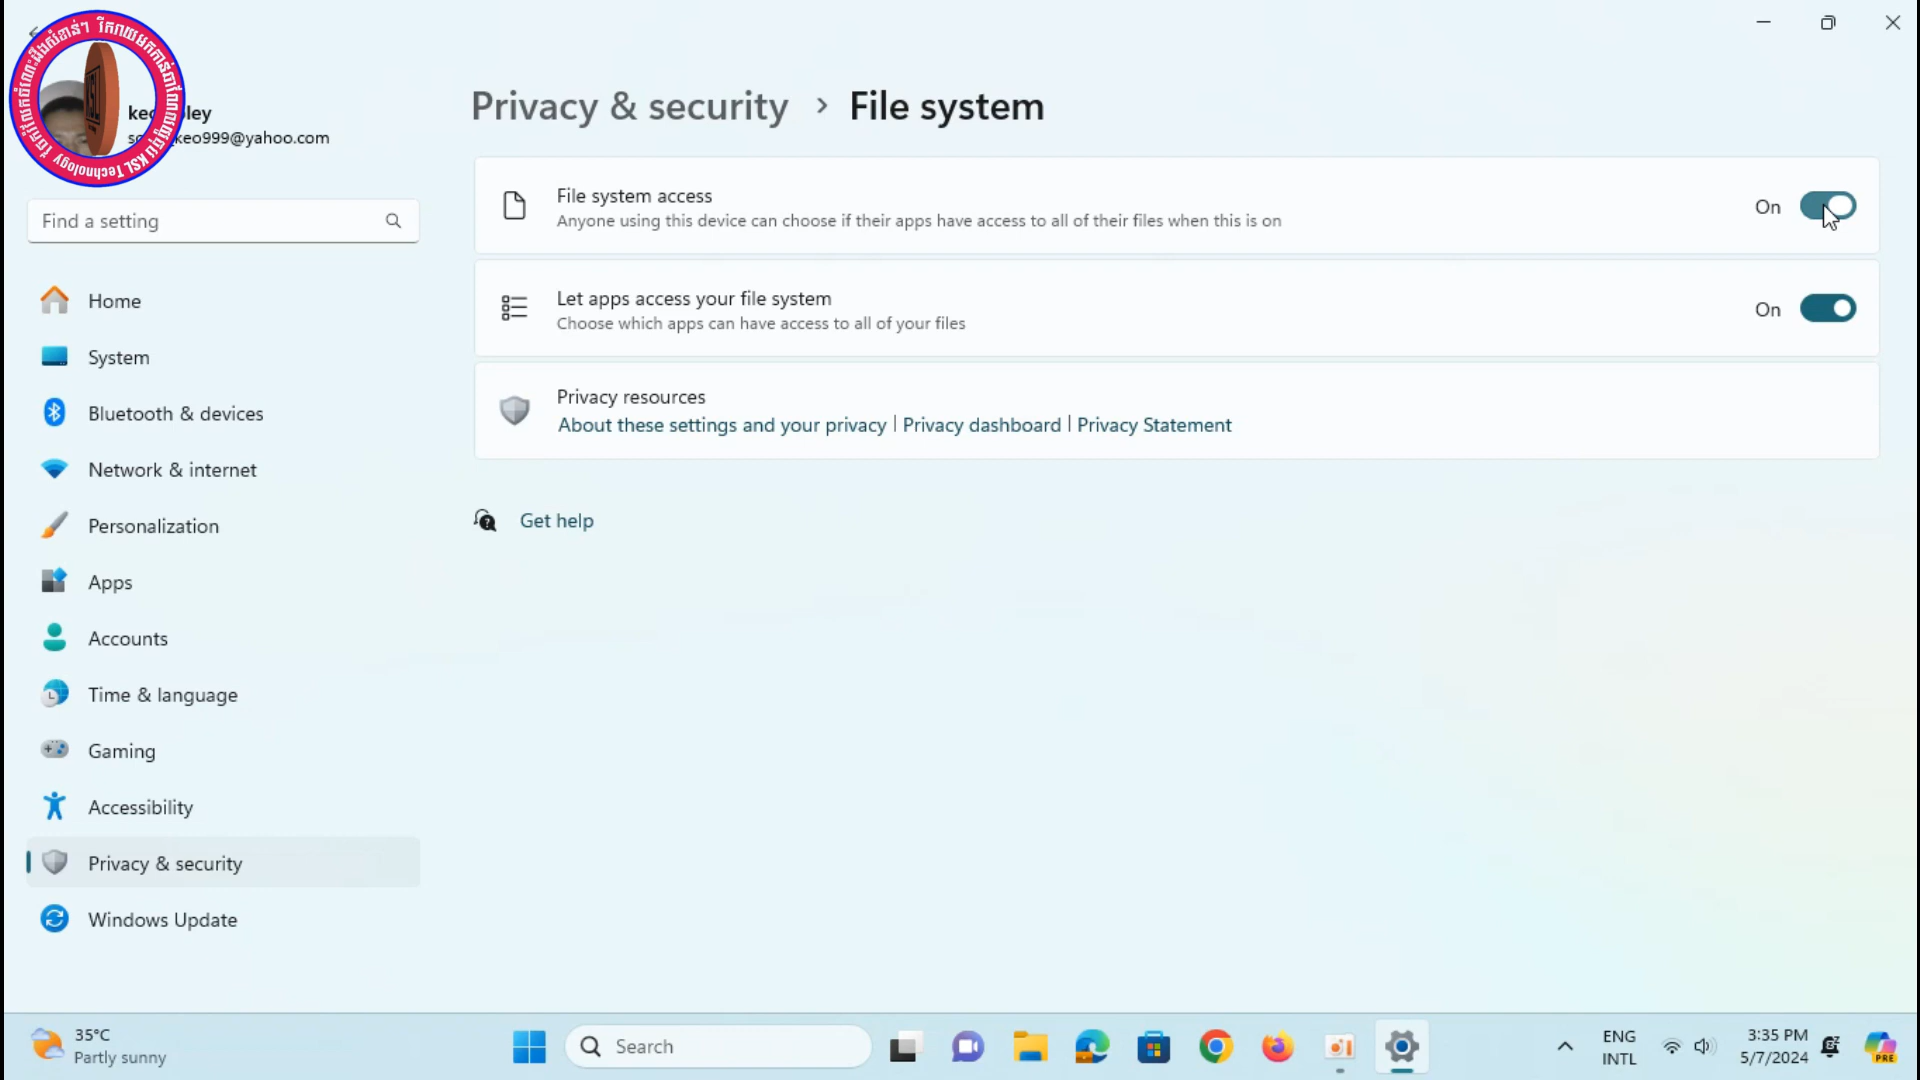 Privacy & security > File system
keo999@yahoo.com
Find a setting
Home
System
Bluetooth & devices
Network & internet
Personalization
Apps
Accounts
Time & language
Gaming
Accessibility
Privacy & security
Windows Update
File system access
Anyone using this device can choose if their apps have access to all of their files when this is on
On
Let apps access your file system
Choose which apps can have access to all of your files
On
Privacy resources
About these settings and your privacy | Privacy dashboard | Privacy Statement
Get help
KSL Technology
35°C
Partly sunny
Search
ENG
INTL
3:35 PM
5/7/2024
PRE